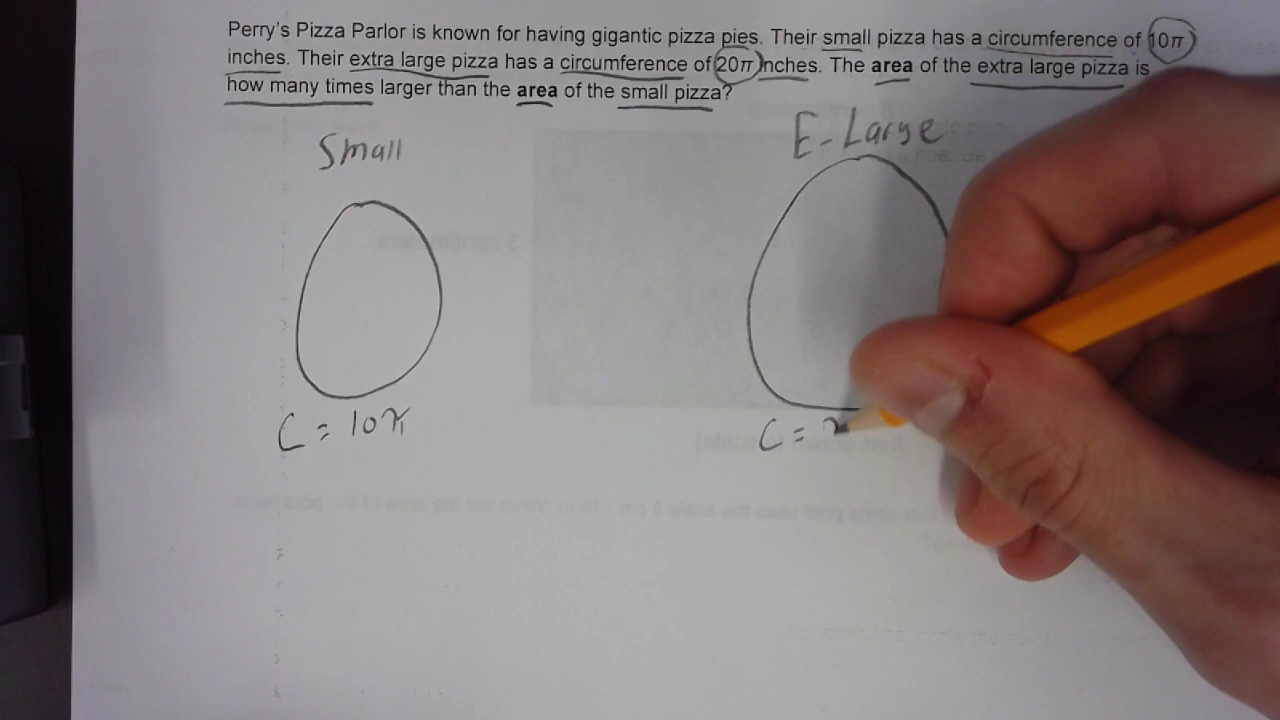 Perry's Pizza Parlor is known for having gigantic pizza pies. Their small pizza has a circumference of 10π
inches. Their extra large pizza has a circumference of 20π inches. The area of the extra large pizza is
how many times larger than the area of the small pizza?
Small
E-Large
C = 10π
C = 2